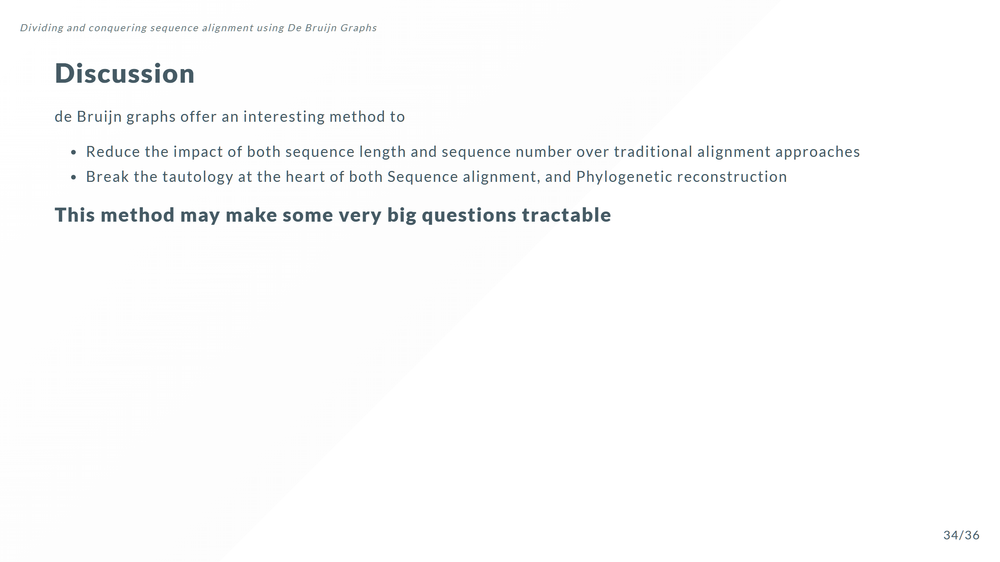 Dividing and conquering sequence alignment using De Bruijn Graphs
Discussion
de Bruijn graphs offer an interesting method to
• Reduce the impact of both sequence length and sequence number over traditional alignment approaches
• Break the tautology at the heart of both Sequence alignment, and Phylogenetic reconstruction
This method may make some very big questions tractable
34/36